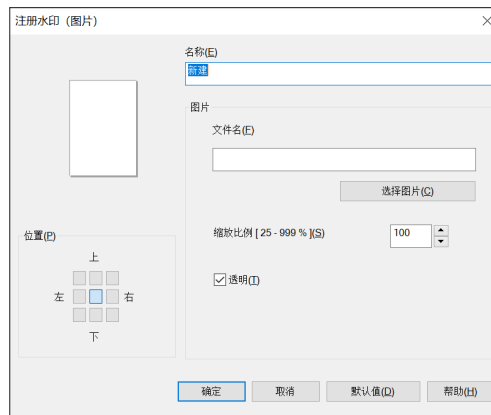 注册水印（图片）
名称(E)
新建
图片
文件名(F)
选择图片(C)
缩放比例 [ 25 - 999 % ](S)
100
透明(T)
位置(P)
上
左
右
下
确定
取消
默认值(D)
帮助(H)